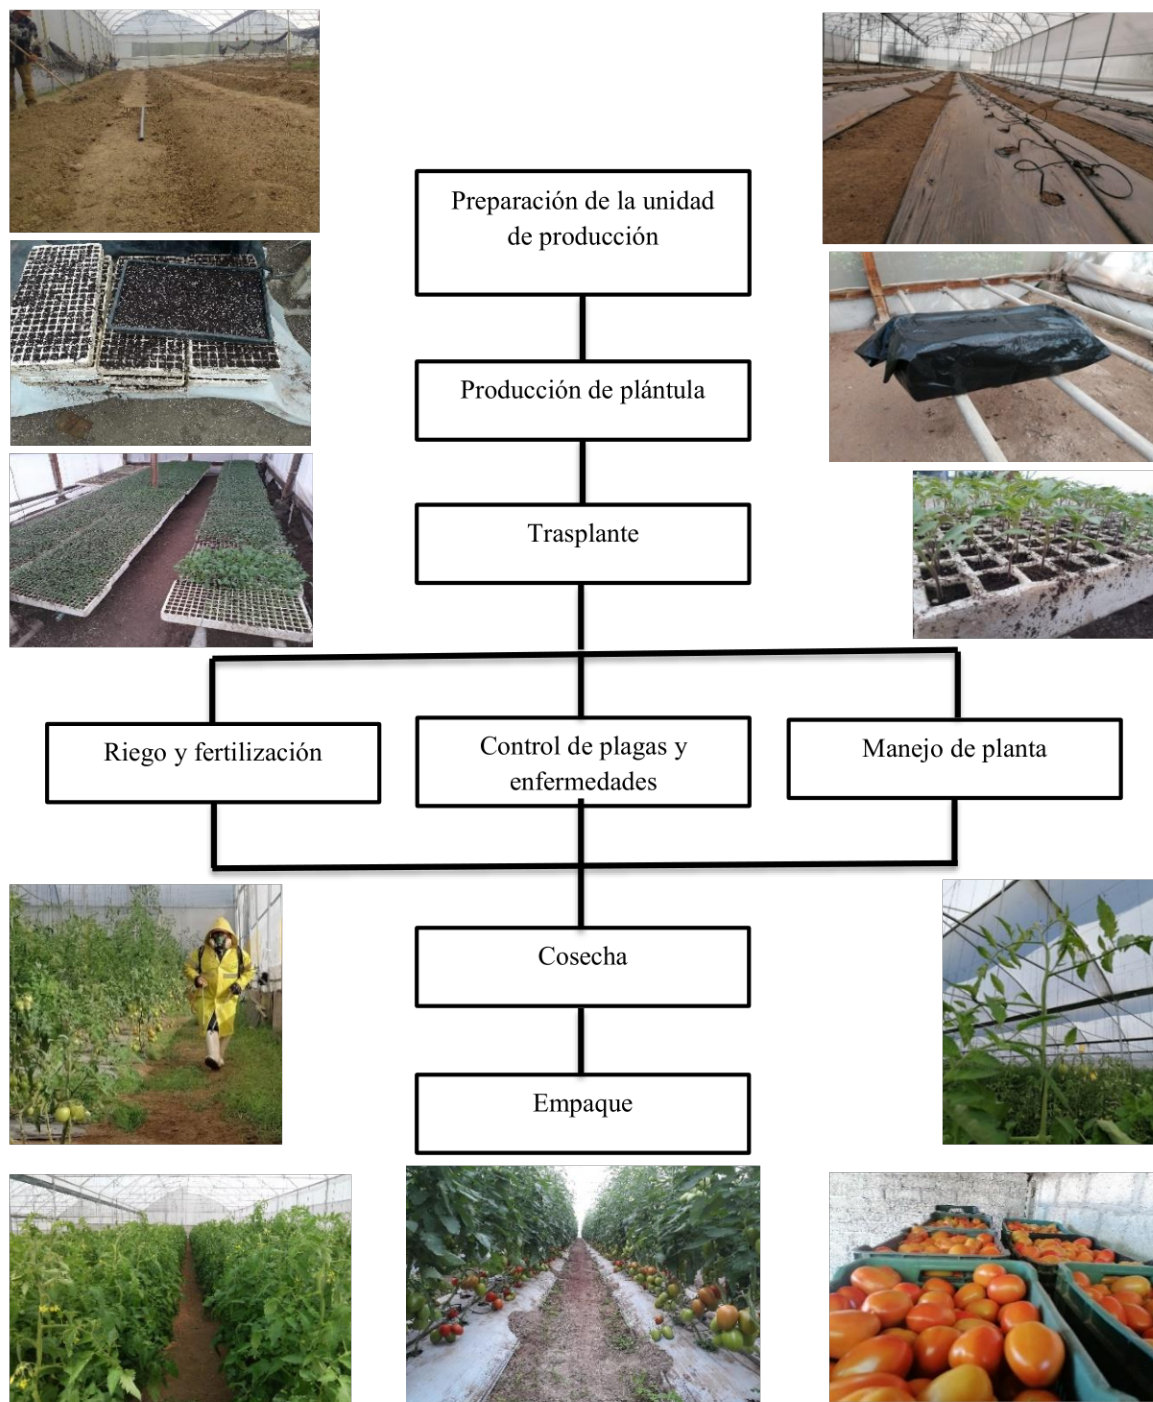 Preparación de la unidad
de producción
Producción de plántula
Trasplante
Riego y fertilización
Control de plagas y
enfermedades
Manejo de planta
Cosecha
Empaque